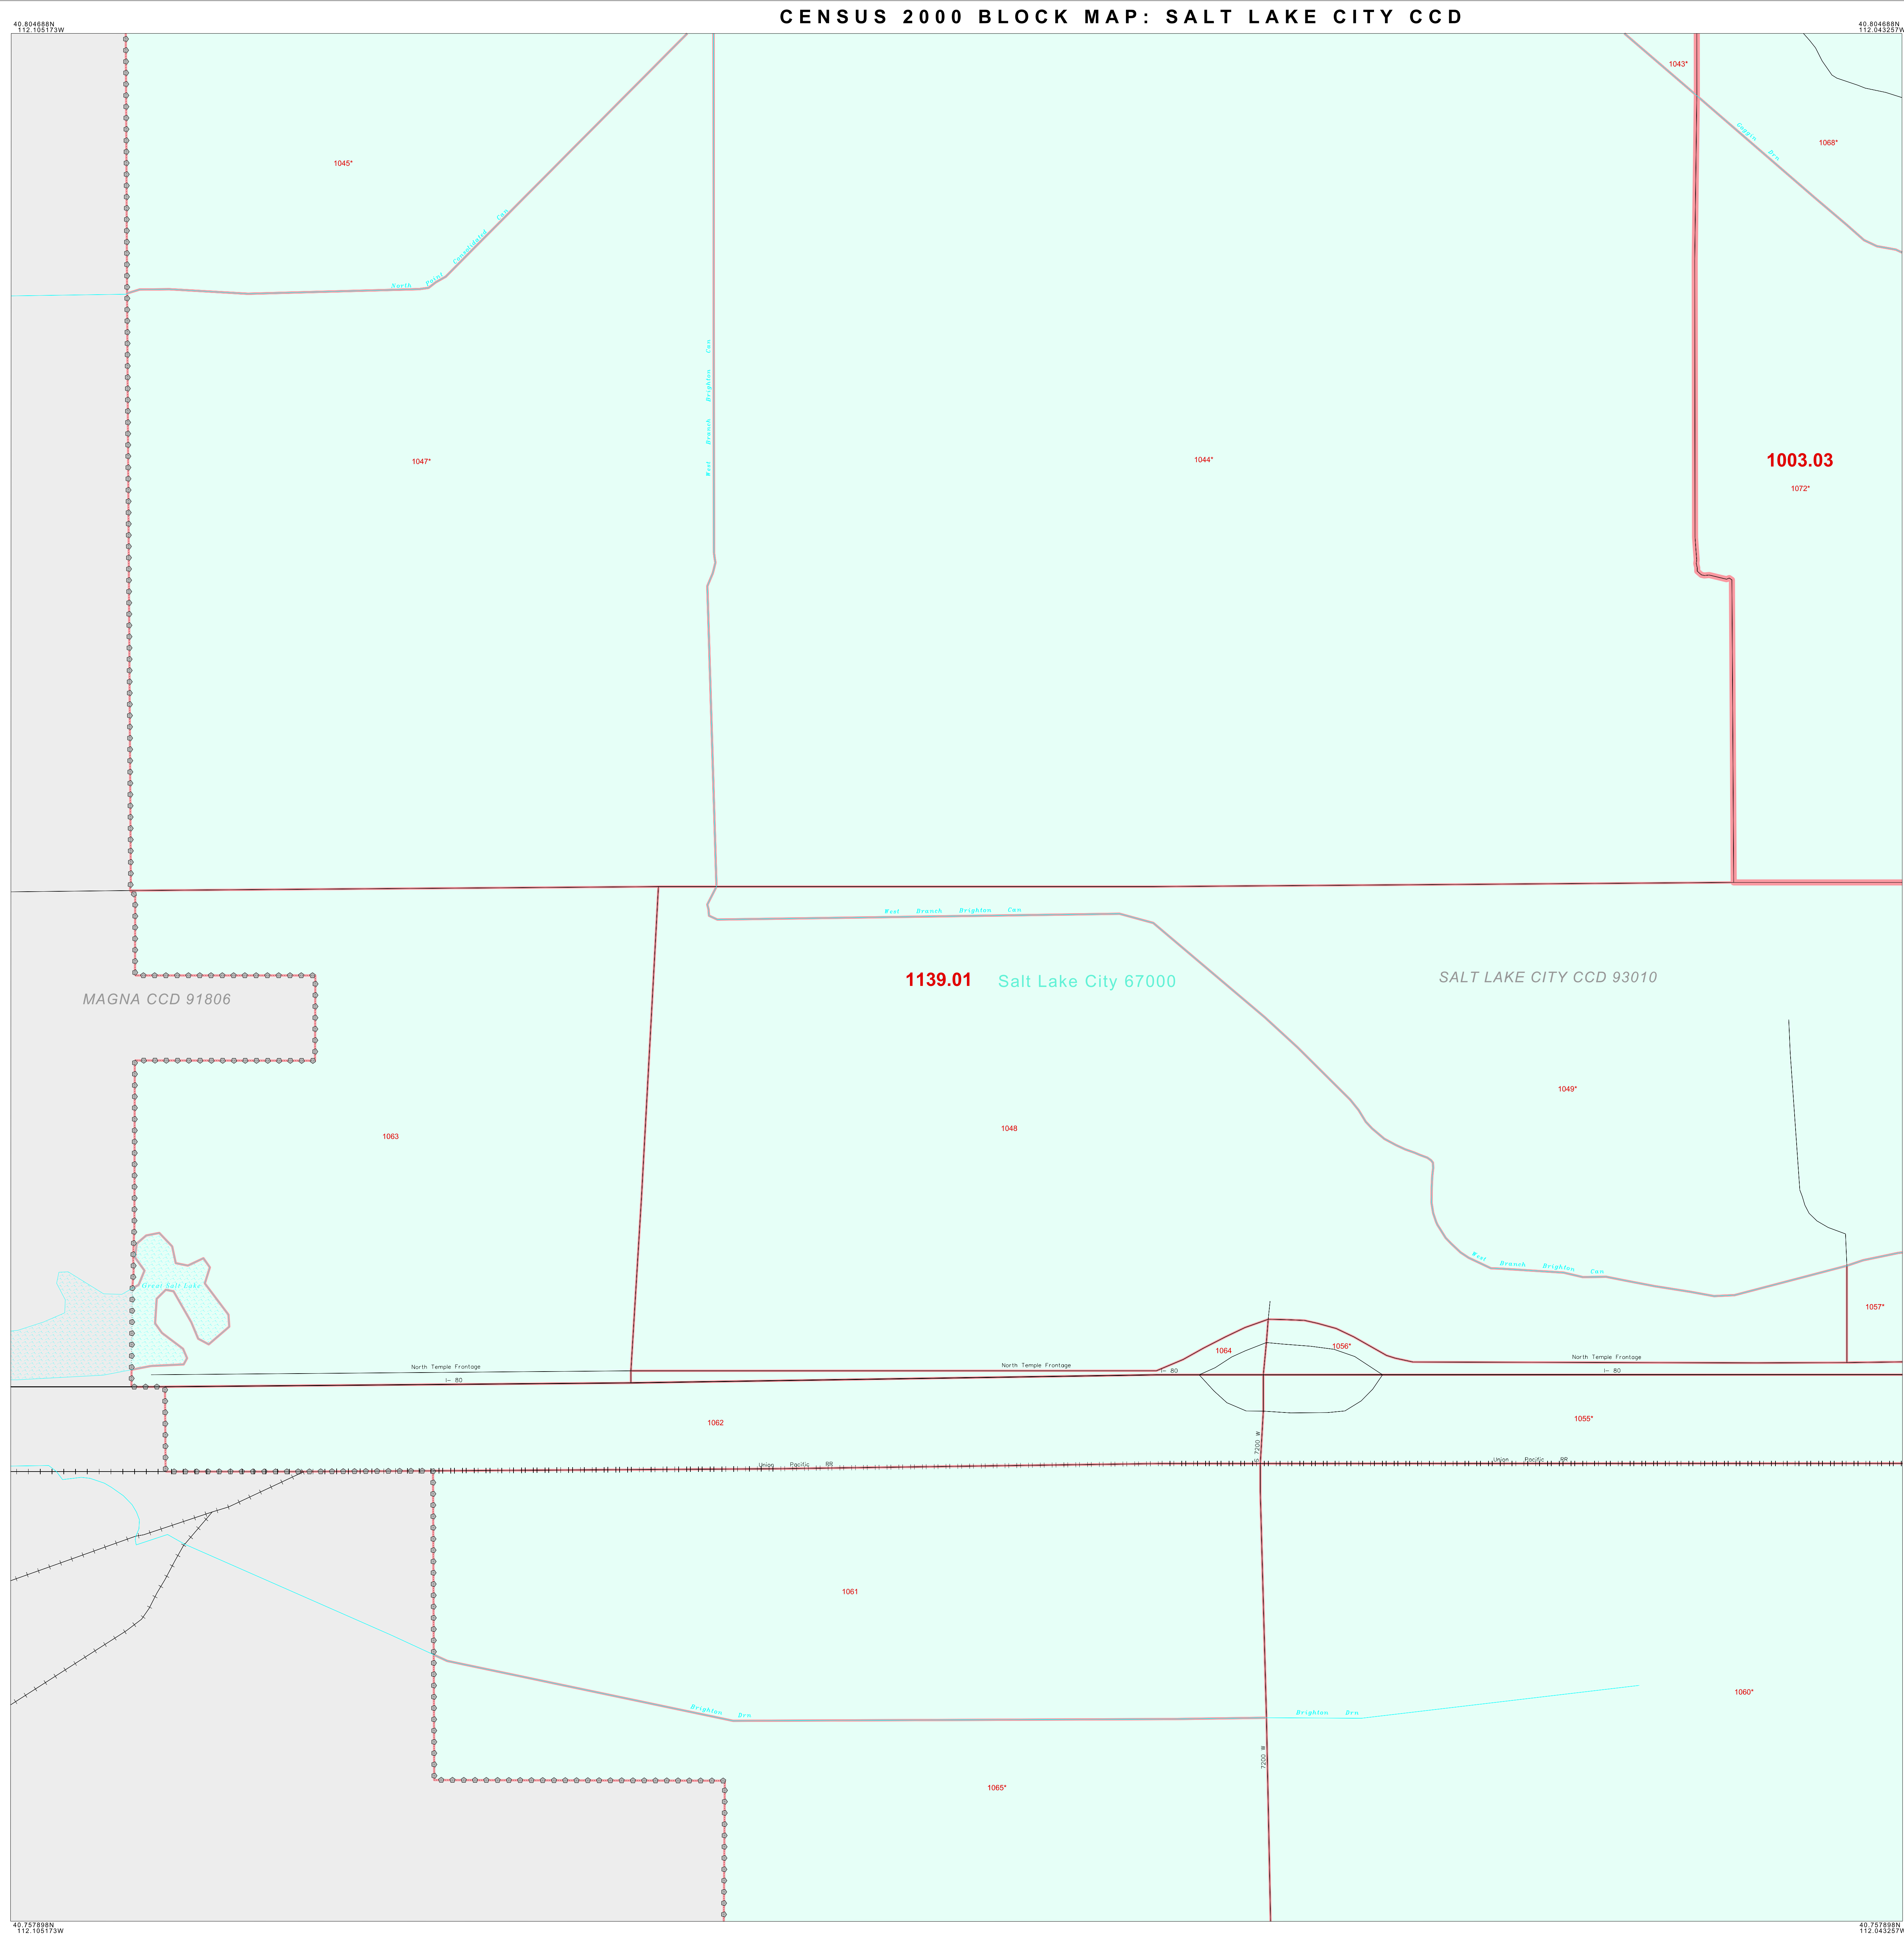 CENSUS 2000 BLOCK MAP: SALT LAKE CITY CCD
40.804688N
112.105173W
40.804688N
112.043257W
1043*
Goggin Drn
1068*
1045*
North Point Consolidated Can
West Branch Brighton Can
1047*
1044*
1003.03
1072*
West Branch Brighton Can
1139.01 Salt Lake City 67000
SALT LAKE CITY CCD 93010
MAGNA CCD 91806
1049*
1048
1063
West Branch Brighton Can
Great Salt Lake
1057*
1064
1056*
North Temple Frontage
North Temple Frontage
North Temple Frontage
I- 80
I- 80
I- 80
1062
1055*
S 7200 W
Union Pacific RR
Union Pacific RR
1061
1060*
Brighton Drn
Brighton Drn
7200 W
1065*
40.757898N
112.105173W
40.757898N
112.043257W